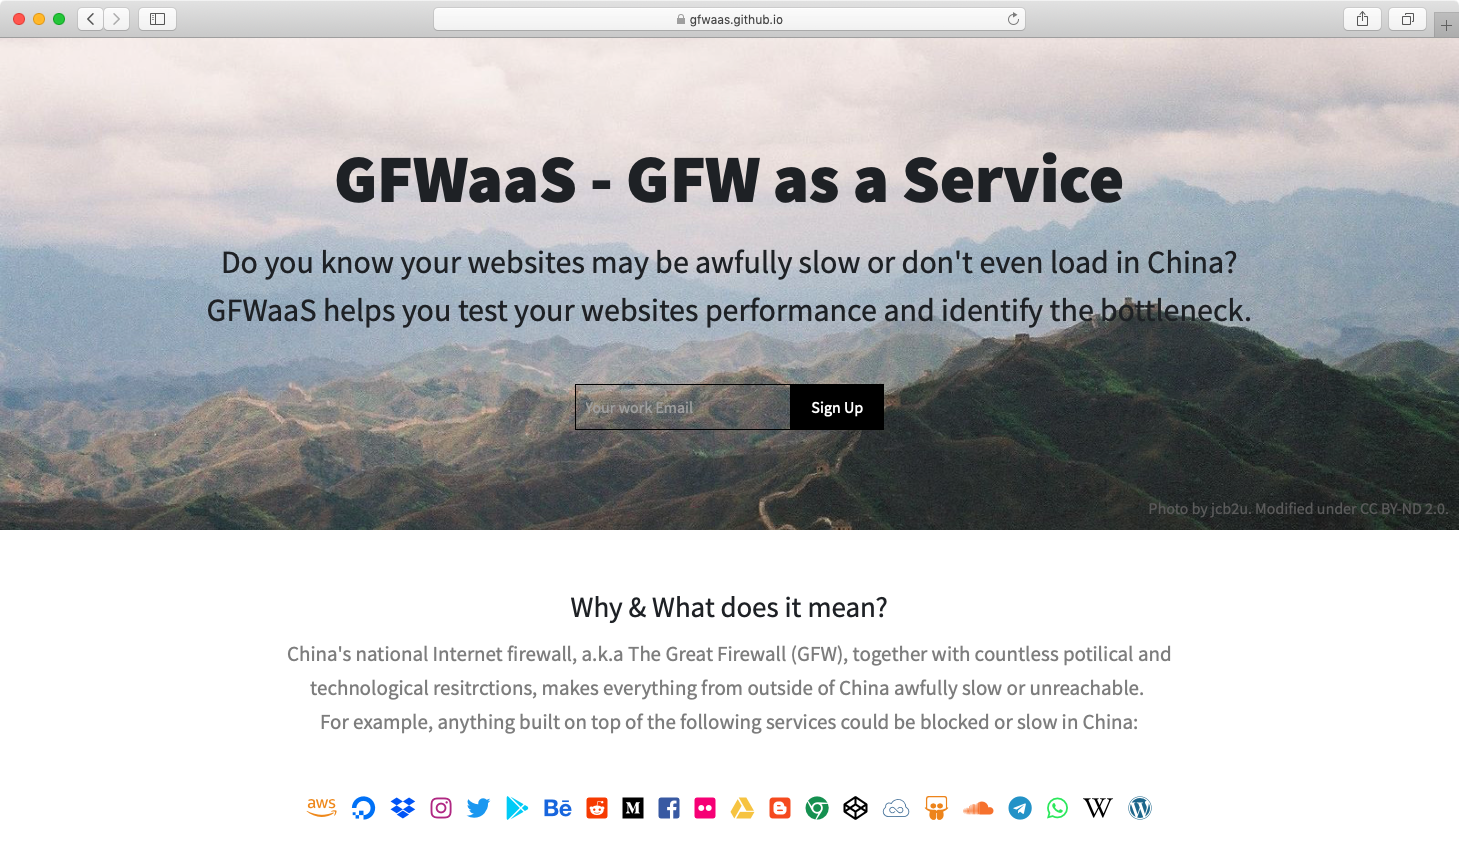 gfwaas.github.io
GFWaaS - GFW as a Service
Do you know your websites may be awfully slow or don't even load in China?
GFWaaS helps you test your websites performance and identify the bottleneck.
Your work Email
Sign Up
Photo by jcb2u. Modified under CC BY-ND 2.0.
Why & What does it mean?
China's national Internet firewall, a.k.a The Great Firewall (GFW), together with countless potilical and
technological resitrctions, makes everything from outside of China awfully slow or unreachable.
For example, anything built on top of the following services could be blocked or slow in China:
aws Bē M W